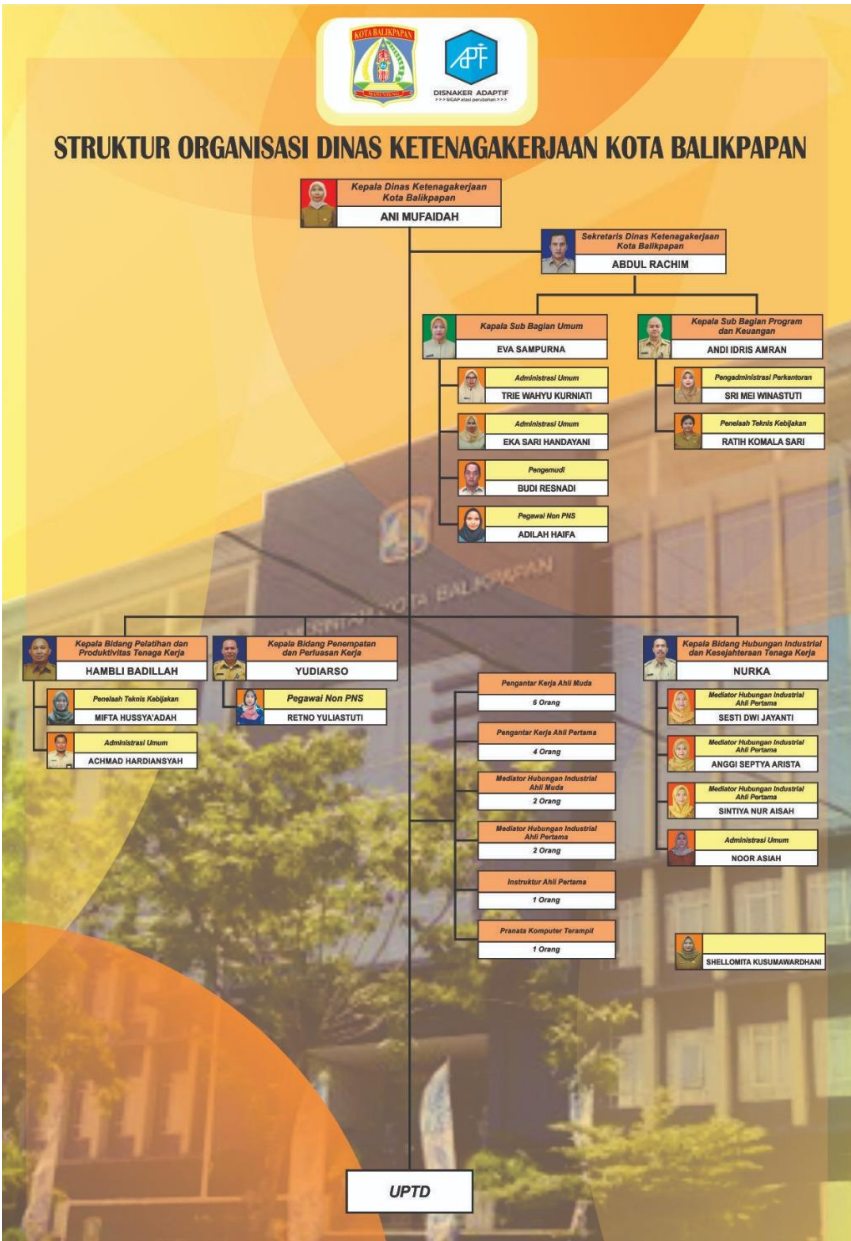 KOTA BALIKPAPAN
DISNAKER ADAPTIF
STRUKTUR ORGANISASI DINAS KETENAGAKERJAAN KOTA BALIKPAPAN
Kepala Dinas Ketenagakerjaan
Kota Balikpapan
ANI MUFAIDAH
Sekretaris Dinas Ketenagakerjaan
Kota Balikpapan
ABDUL RACHIM
Kapala Sub Bagian Umum
EVA SAMPURNA
Administrasi Umum
TRIE WAHYU KURNIATI
Administrasi Umum
EKA SARI HANDAYANI
Pengemudi
BUDI RESNADI
Pegawai Non PNS
ADILAH HAIFA
Kepala Sub Bagian Program
dan Keuangan
ANDI IDRIS AMRAN
Pengadministrasi Perkantoran
SRI MEI WINASTUTI
Penelaah Teknis Kebijakan
RATIH KOMALA SARI
KOTA BALIKPAPAN
Kepala Bidang Pelatihan dan
Produktivitas Tenaga Kerja
HAMBLI BADILLAH
Penelaah Teknis Kebijakan
MIFTA HUSSYA'ADAH
Administrasi Umum
ACHMAD HARDIANSYAH
Kepala Bidang Penempatan
dan Perluasan Kerja
YUDIARSO
Pegawai Non PNS
RETNO YULIASTUTI
Pengantar Kerja Ahli Muda
6 Orang
Pengantar Kerja Ahli Pertama
4 Orang
Mediator Hubungan Industrial
Ahli Muda
2 Orang
Mediator Hubungan Industrial
Ahli Pertama
2 Orang
Instruktur Ahli Pertama
1 Orang
Pranata Komputer Terampil
1 Orang
Kepala Bidang Hubungan Industrial
dan Kesejahteraan Tenaga Kerja
NURKA
Mediator Hubungan Industrial
Ahli Pertama
SESTI DWI JAYANTI
Mediator Hubungan Industrial
Ahli Pertama
ANGGI SEPTYA ARISTA
Mediator Hubungan Industrial
Ahli Pertama
SINTIYA NUR AISAH
Administrasi Umum
NOOR ASIAH
SHELLOMITA KUSUMAWARDHANI
UPTD